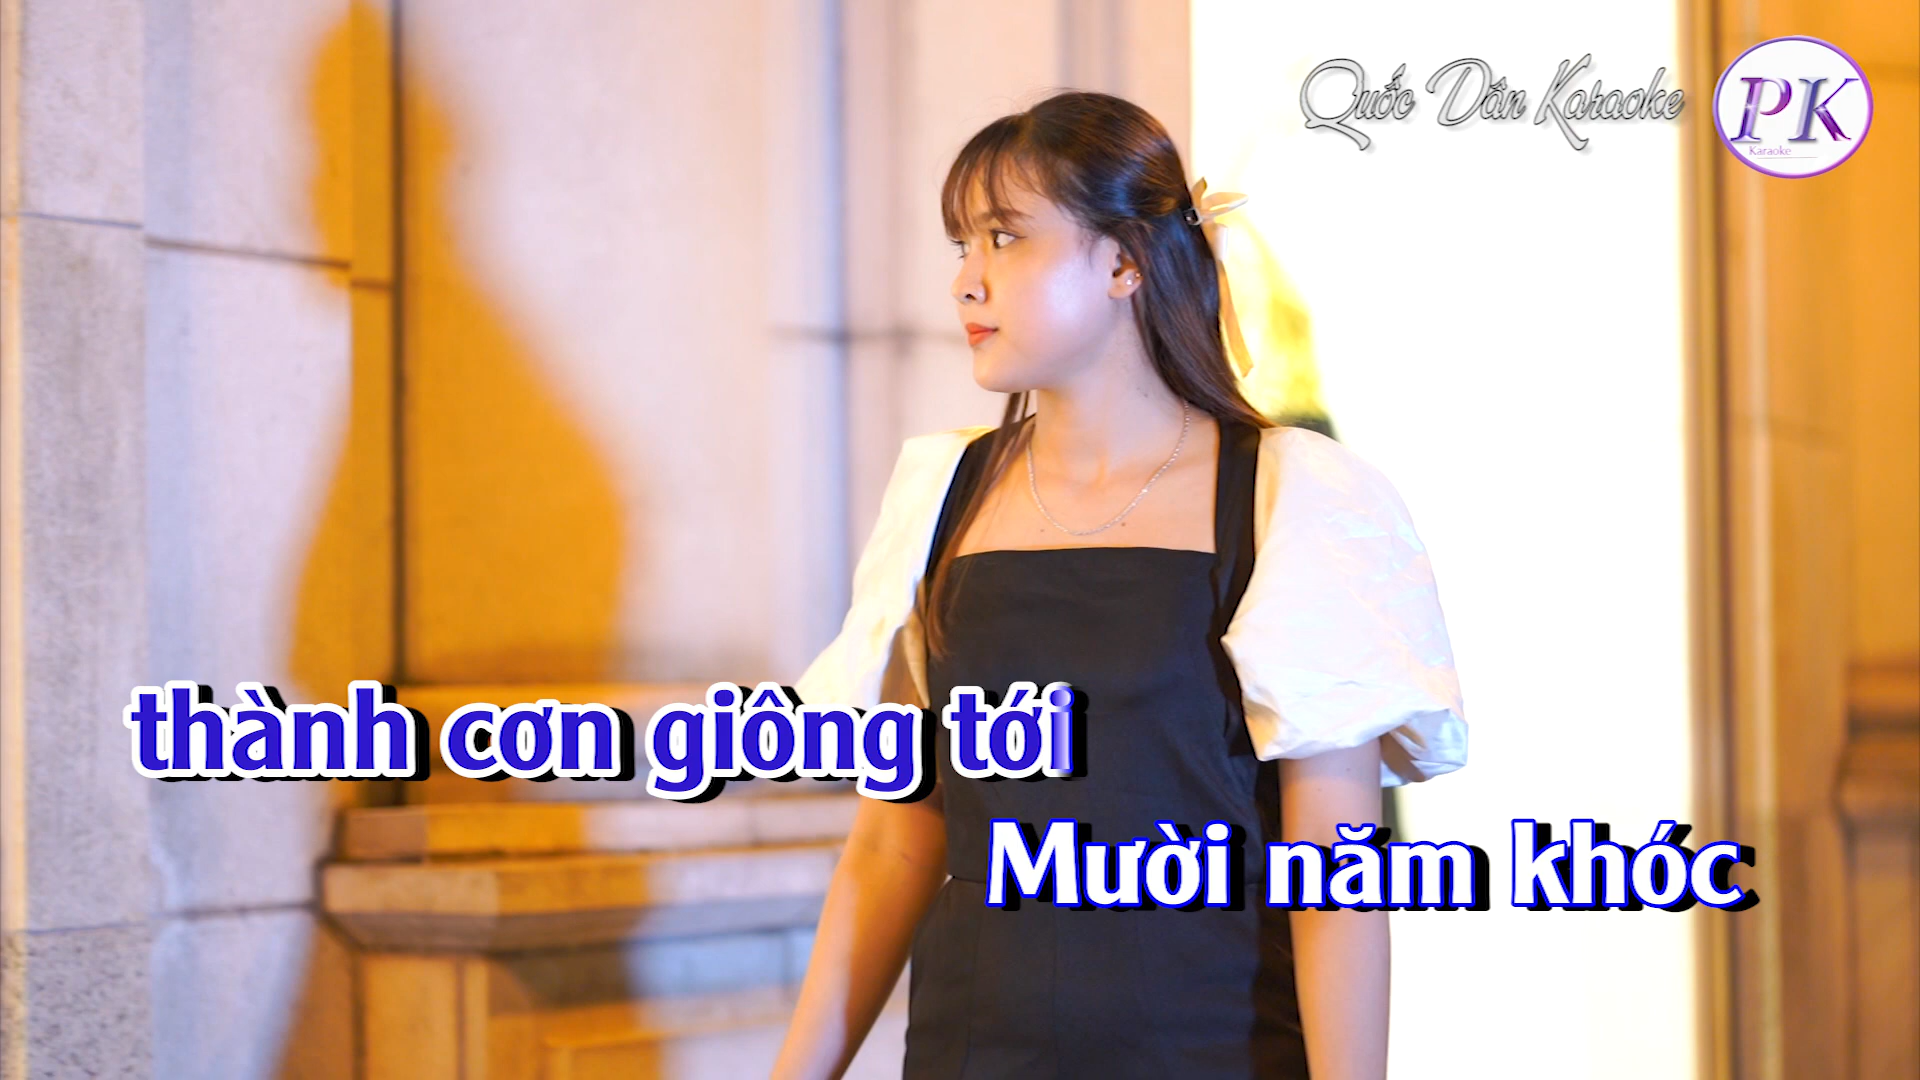 Quốc Dân Karaoke
PK
Karaoke
thành cơn giông tới
Mười năm khóc